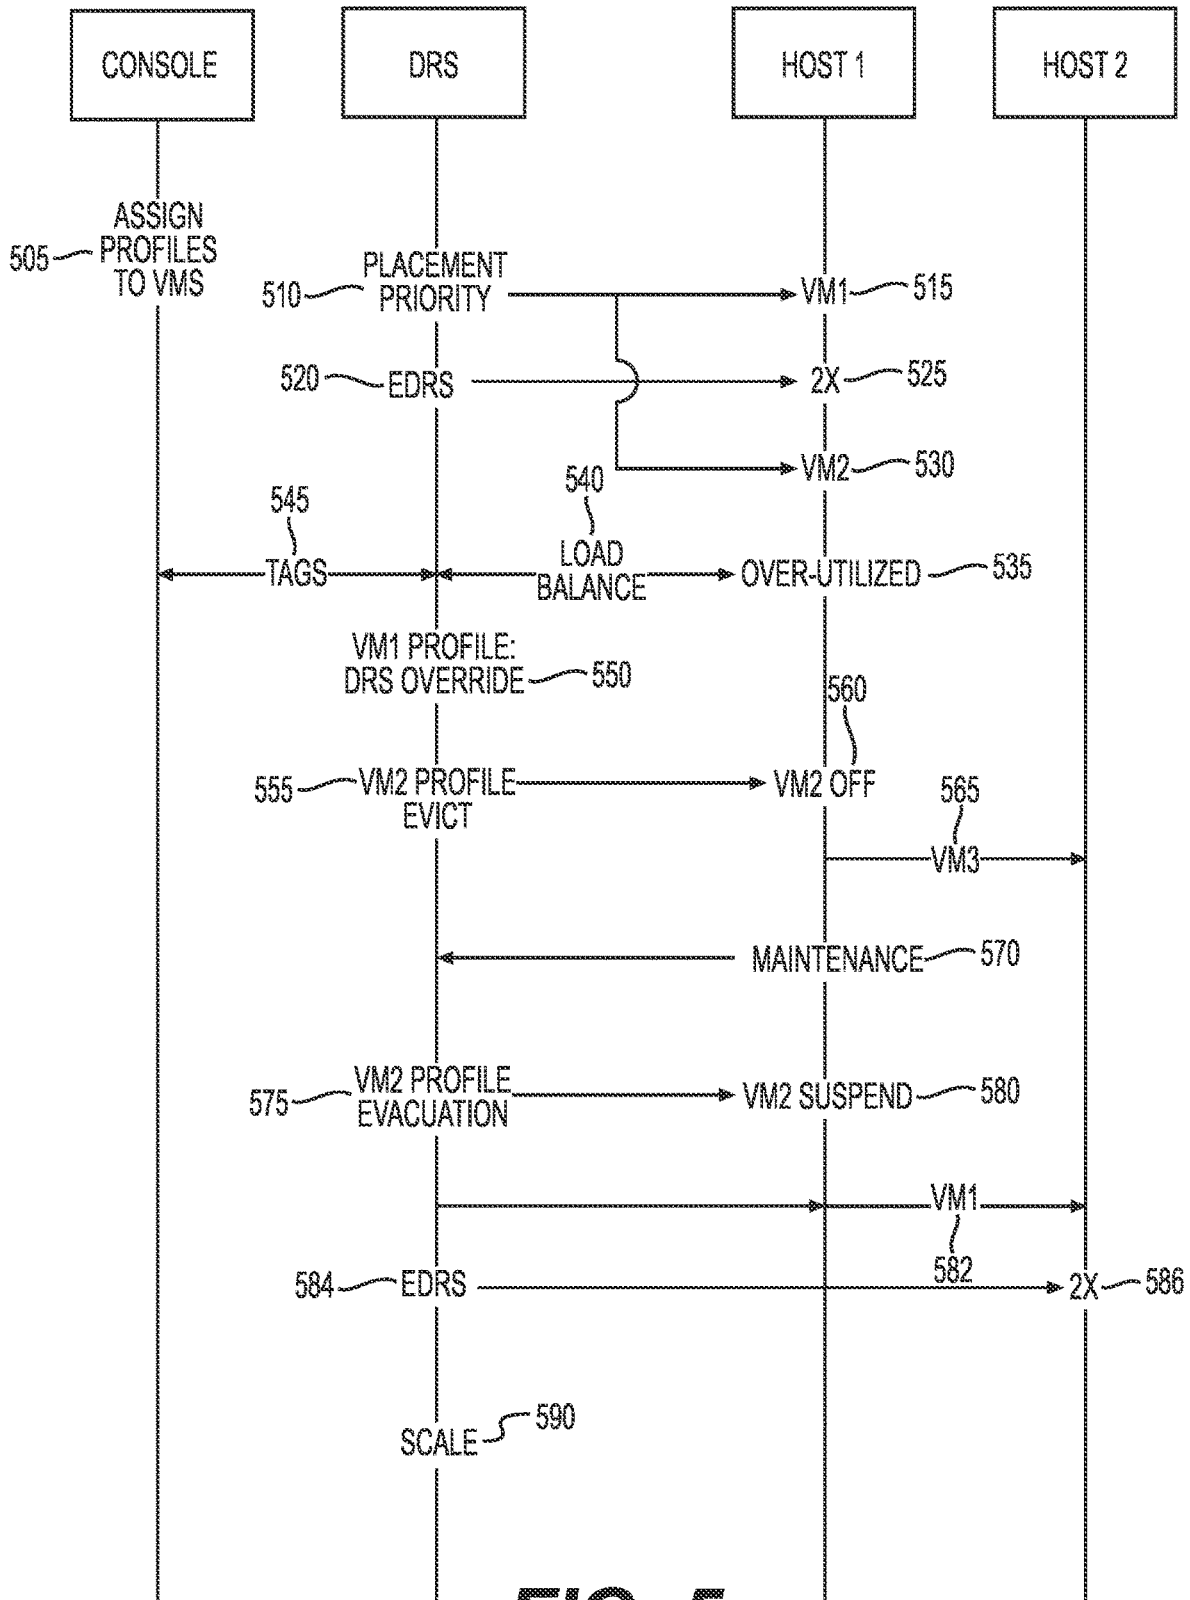 CONSOLE
DRS
HOST 1
HOST 2
505
ASSIGN
PROFILES
TO VMS
510
PLACEMENT
PRIORITY
VM1
515
520
EDRS
2X
525
VM2
530
545
540
TAGS
LOAD
BALANCE
OVER-UTILIZED
535
VM1 PROFILE:
DRS OVERRIDE
550
560
555
VM2 PROFILE
EVICT
VM2 OFF
565
VM3
MAINTENANCE
570
575
VM2 PROFILE
EVACUATION
VM2 SUSPEND
580
VM1
582
584
EDRS
2X
586
SCALE
590
FIG. 5